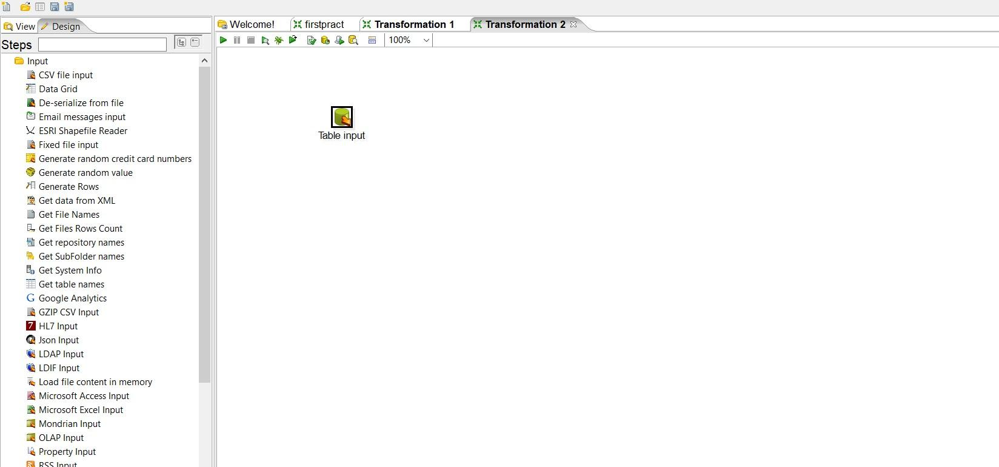 View
Design
Welcome!
firstpract
Transformation 1
Transformation 2
Steps
100%
Input
CSV file input
Data Grid
De-serialize from file
Email messages input
ESRI Shapefile Reader
Fixed file input
Generate random credit card numbers
Generate random value
Generate Rows
Get data from XML
Get File Names
Get Files Rows Count
Get repository names
Get SubFolder names
Get System Info
Get table names
G Google Analytics
GZIP CSV Input
7 HL7 Input
Json Input
LDAP Input
LDIF Input
Load file content in memory
Microsoft Access Input
Microsoft Excel Input
Mondrian Input
OLAP Input
Property Input
RSS Input
Table input